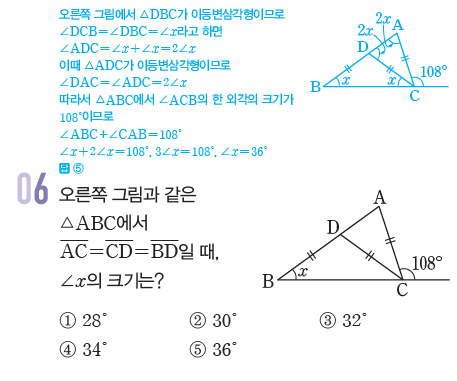 오른쪽 그림에서 △DBC가 이등변삼각형이므로
∠DCB=∠DBC=∠x라고 하면
∠ADC=∠x+∠x=2∠x
이때 △ADC가 이등변삼각형이므로
∠DAC=∠ADC=2∠x
따라서 △ABC에서 ∠ACB의 한 외각의 크기가
108°이므로
∠ABC+∠CAB=108°
∠x+2∠x=108°, 3∠x=108°, ∠x=36°
답 ⑤
2x A
2x
D
B x x C 108°
06 오른쪽 그림과 같은
△ABC에서
A͞C͞=C͞D͞=B͞D͞일 때,
∠x의 크기는?
A
D
B x C 108°
① 28° ② 30° ③ 32°
④ 34° ⑤ 36°